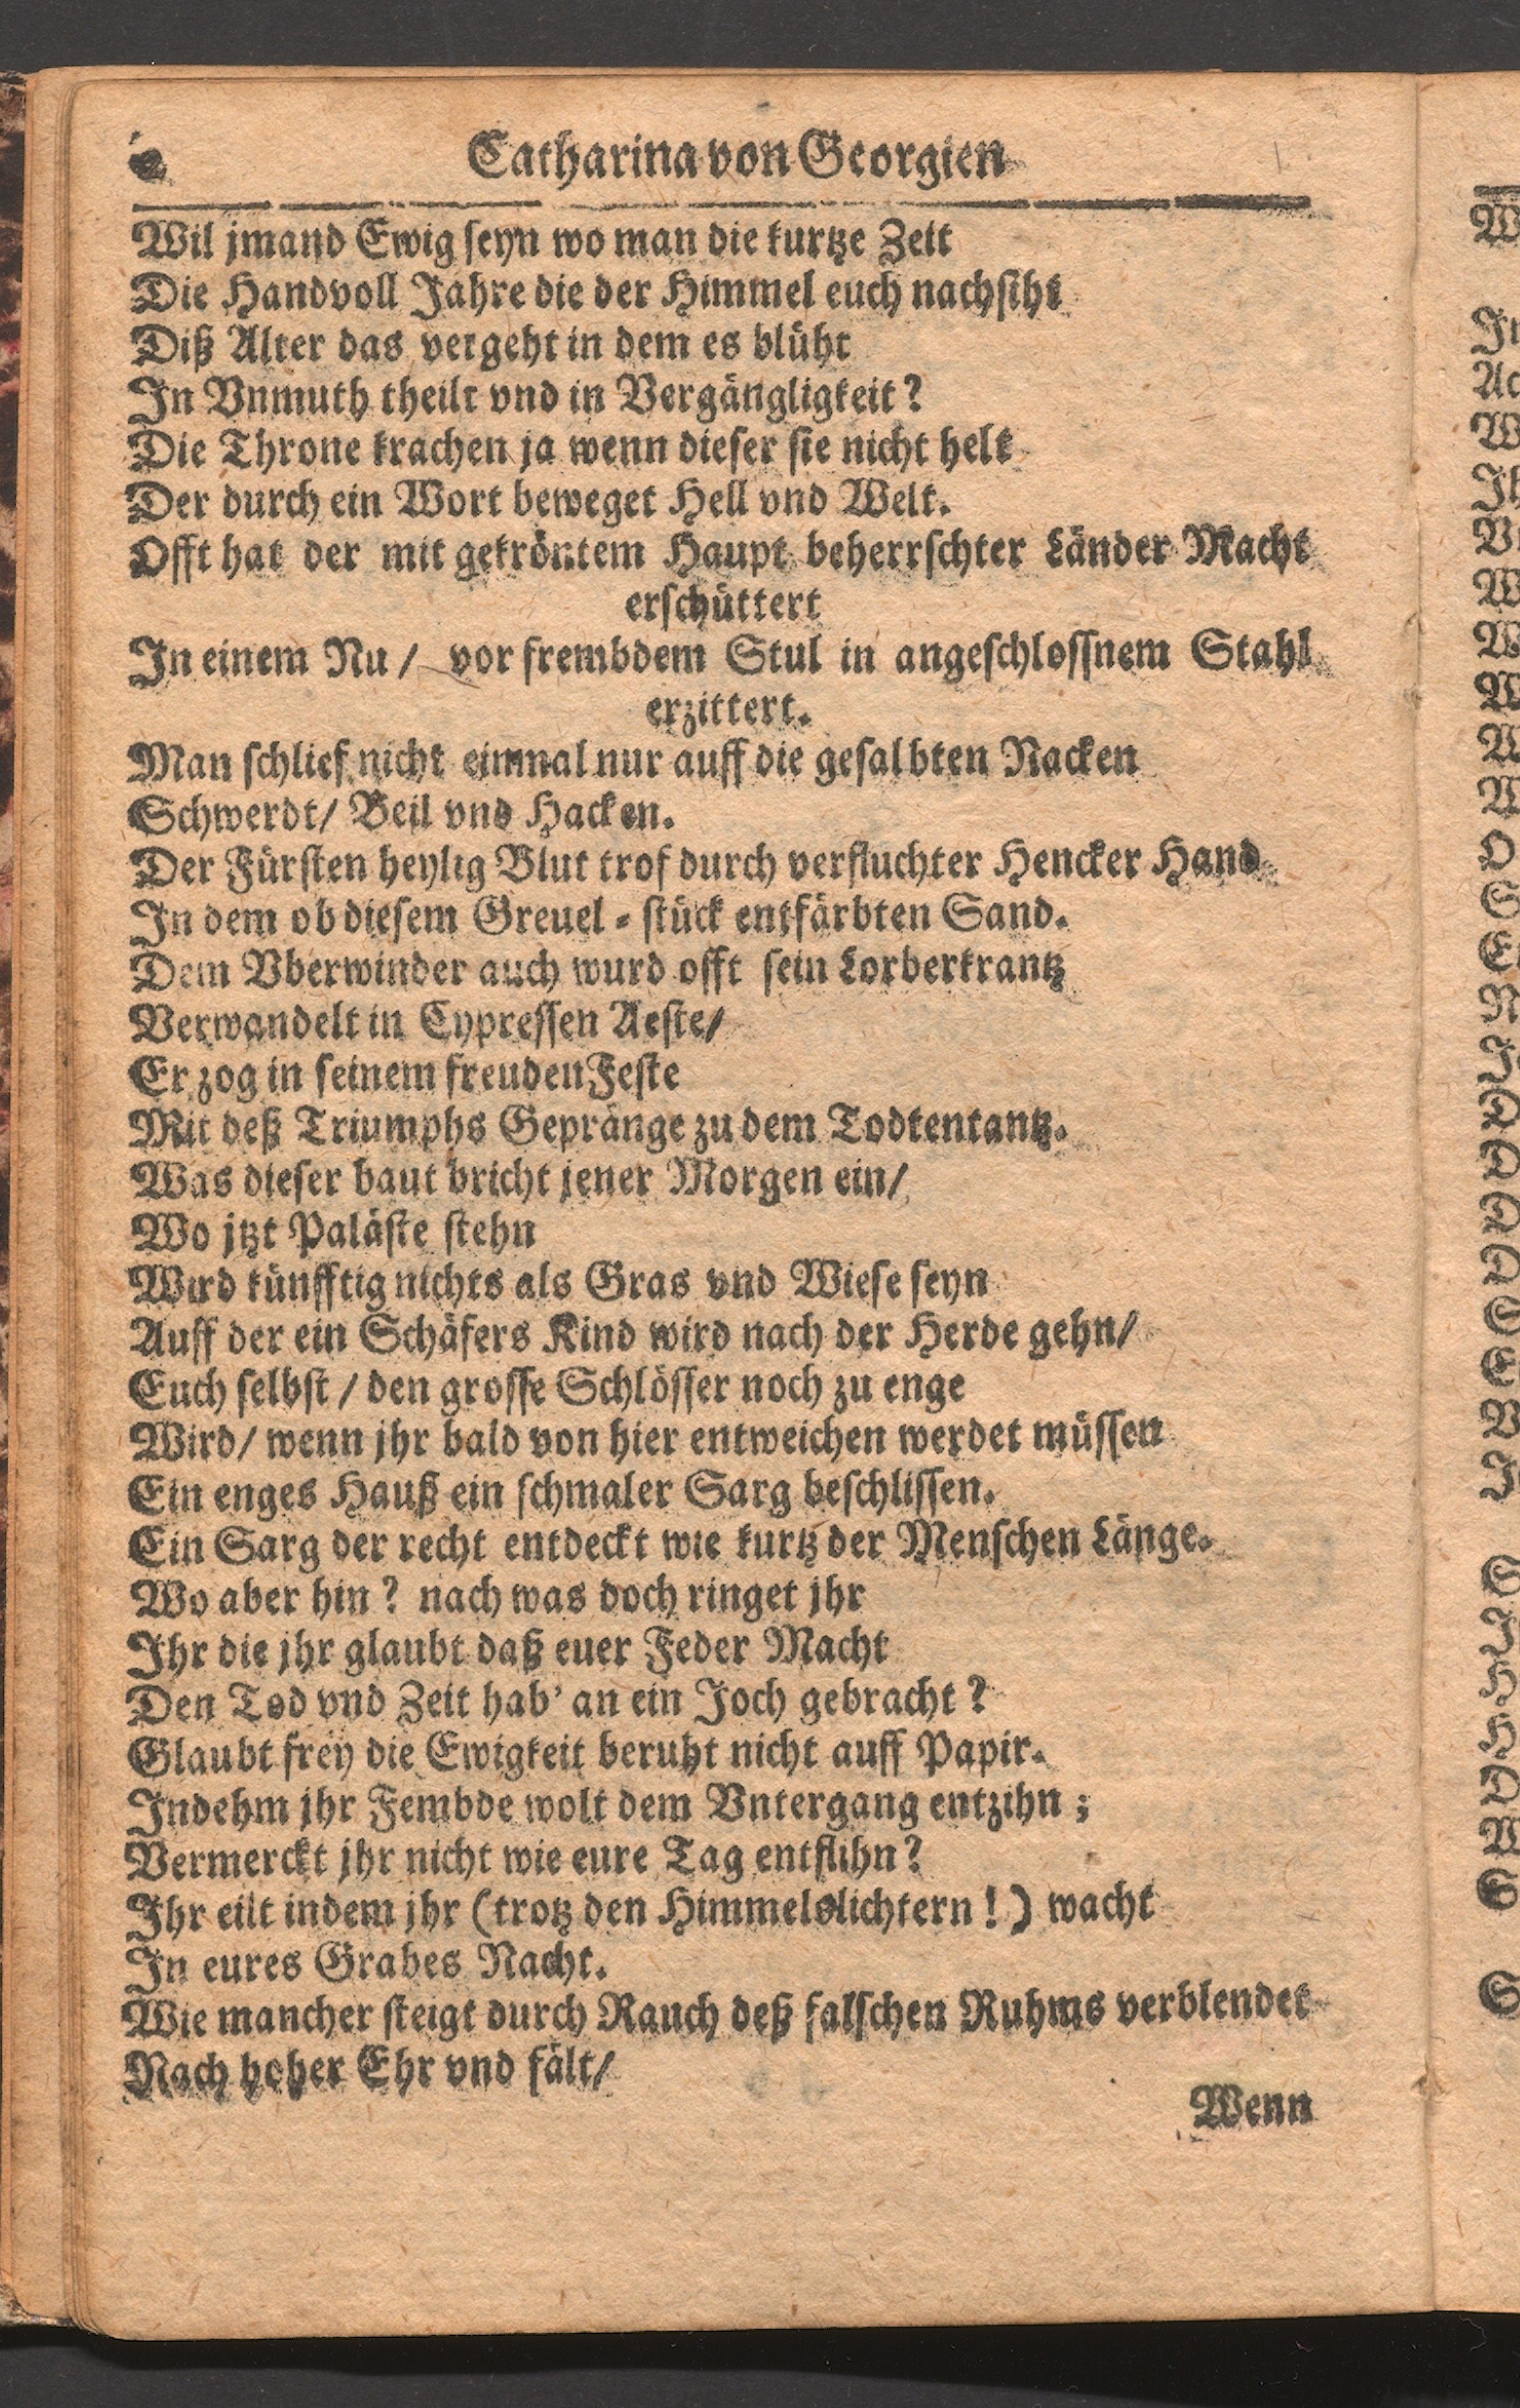 Catharina von Georgien
Wil jmand Ewig seyn wo man die kurtze Zeit
Die Handvoll Jahre die der Himmel euch nachsiht
Diß Alter das vergeht in dem es blüht
In Vnmuth theilt vnd in Vergängligkeit?
Die Throne krachen ja wenn dieser sie nicht helt
Der durch ein Wort beweget Hell vnd Welt.
Offt hat der mit gekröntem Haupt beherrschter Länder Macht
erschüttert
In einem Nu / vor frembdem Stul in angeschlossnem Stahl
erzittert.
Man schlief nicht einmal nur auff die gesalbten Nacken
Schwerdt / Beil vnd Hacken.
Der Fürsten heylig Blut trof durch verfluchter Hencker Hand
In dem ob diesem Greuel-stück entfärbten Sand.
Dem Vberwinder auch wurd offt sein Lorberkrantz
Verwandelt in Cypressen Aeste /
Er zog in seinem freudenFeste
Mit deß Triumphs Gepränge zu dem Todtentantz.
Was dieser baut bricht jener Morgen ein /
Wo jtzt Paläste stehn
Wird künfftig nichts als Gras vnd Wiese seyn
Auff der ein Schäfers Kind wird nach der Herde gehn /
Euch selbst / den grosse Schlösser noch zu enge
Wird / wenn jhr bald von hier entweichen werdet müssen
Ein enges Hauß ein schmaler Sarg beschlissen.
Ein Sarg der recht entdeckt wie kurtz der Menschen Länge.
Wo aber hin? nach was doch ringet jhr
Ihr die jhr glaubt daß euer Feder Macht
Den Tod vnd Zeit hab' an ein Joch gebracht?
Glaubt frey die Ewigkeit beruht nicht auff Papir.
Indehm jhr Fembde wolt dem Vntergang entzihn;
Vermerckt jhr nicht wie eure Tag entflihn?
Ihr eilt indem jhr (trotz den Himmelslichtern!) wacht
In eures Grabes Nacht.
Wie mancher steigt durch Rauch deß falschen Ruhms verblendet
Nach hoher Ehr vnd fält /
Wenn